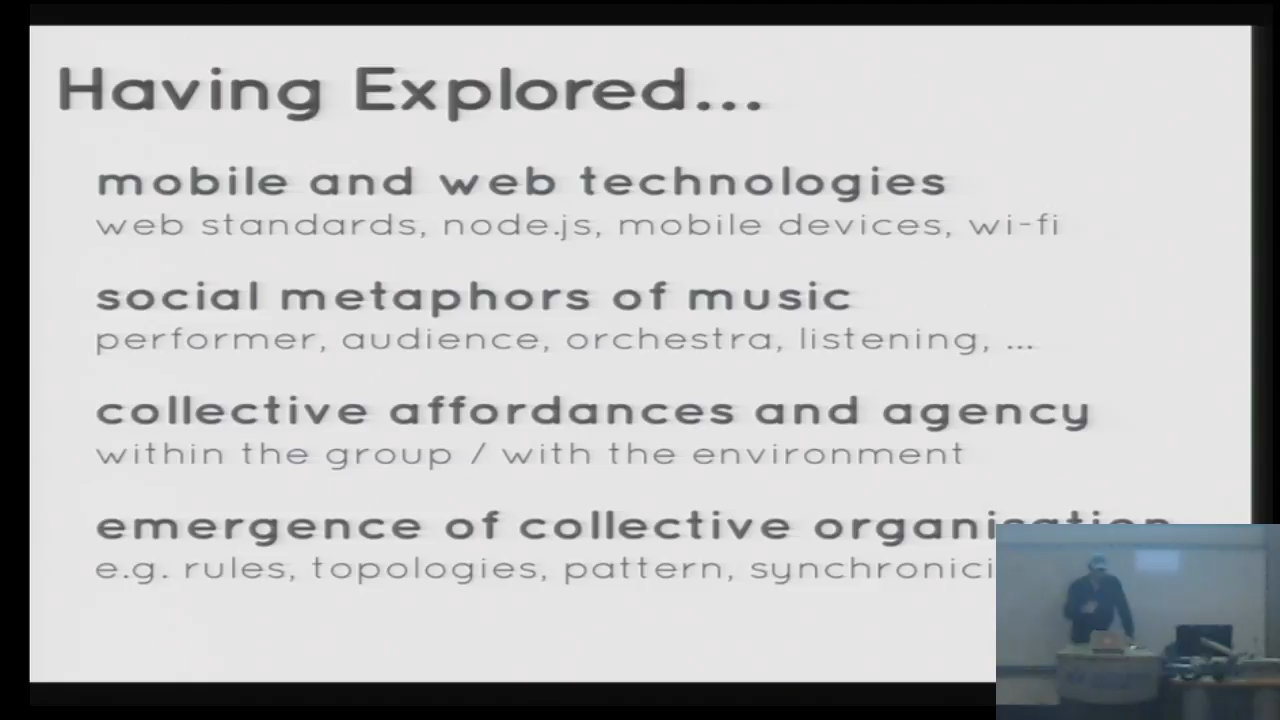 Having Explored...
mobile and web technologies
web standards, node.js, mobile devices, wi-fi
social metaphors of music
performer, audience, orchestra, listening, ...
collective affordances and agency
within the group / with the environment
emergence of collective organisation
e.g. rules, topologies, pattern,